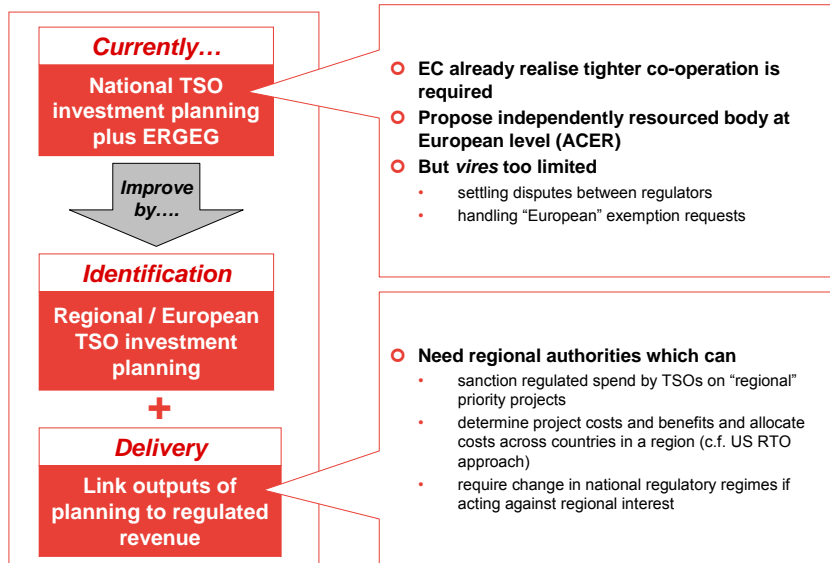 Currently…
National TSO
investment planning
plus ERGEG
Improve
by….
Identification
Regional / European
TSO investment
planning
+
Delivery
Link outputs of
planning to regulated
revenue
EC already realise tighter co-operation is
required
Propose independently resourced body at
European level (ACER)
But vires too limited
• settling disputes between regulators
• handling “European” exemption requests
Need regional authorities which can
• sanction regulated spend by TSOs on “regional”
priority projects
• determine project costs and benefits and allocate
costs across countries in a region (c.f. US RTO
approach)
• require change in national regulatory regimes if
acting against regional interest